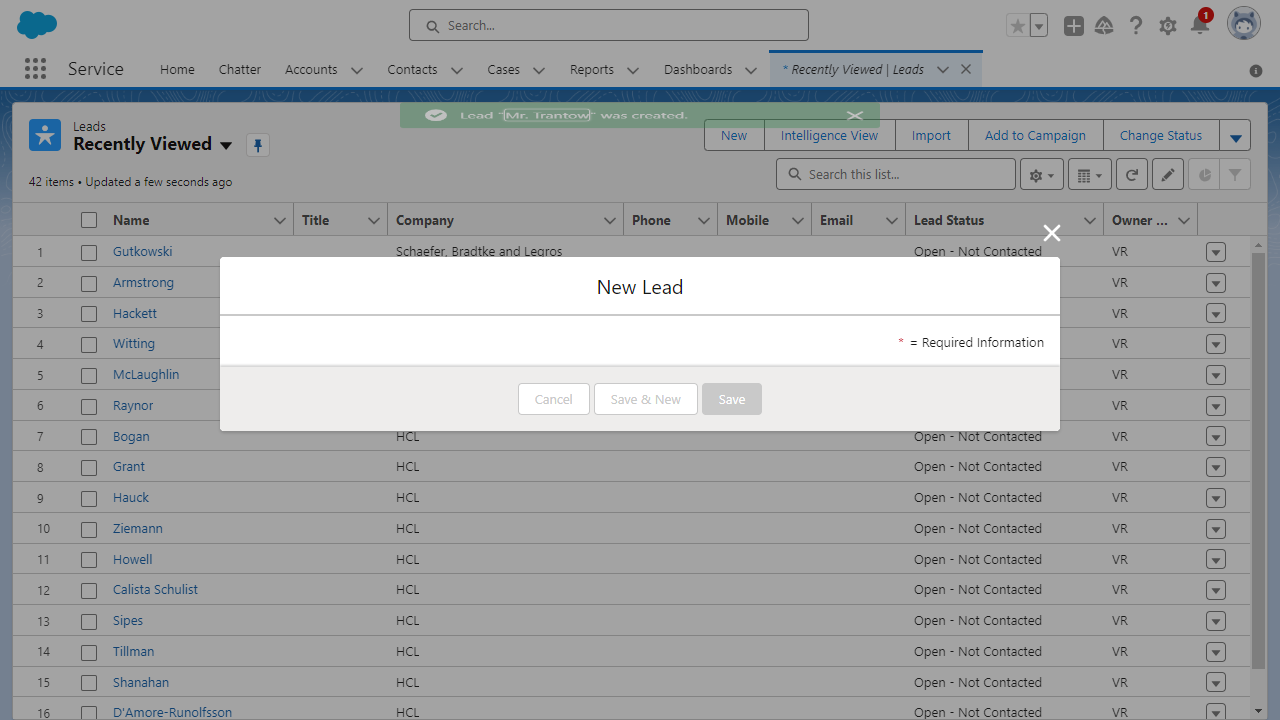 Search...
1
Service
Home
Chatter
Accounts
Contacts
Cases
Reports
Dashboards
* Recently Viewed | Leads
Lead "Mr. Trantow" was created.
Leads
Recently Viewed
New
Intelligence View
Import
Add to Campaign
Change Status
42 items • Updated a few seconds ago
Search this list...
Name Title Company Phone Mobile Email Lead Status Owner ...
1 Gutkowski Schaefer, Bradtke and Legros Open - Not Contacted VR
2 Armstrong VR
3 Hackett VR
4 Witting VR
5 McLaughlin VR
6 Raynor VR
New Lead
* = Required Information
Cancel
Save & New
Save
7 Bogan HCL Open - Not Contacted VR
8 Grant HCL Open - Not Contacted VR
9 Hauck HCL Open - Not Contacted VR
10 Ziemann HCL Open - Not Contacted VR
11 Howell HCL Open - Not Contacted VR
12 Calista Schulist HCL Open - Not Contacted VR
13 Sipes HCL Open - Not Contacted VR
14 Tillman HCL Open - Not Contacted VR
15 Shanahan HCL Open - Not Contacted VR
16 D'Amore-Runolfsson HCL Open - Not Contacted VR